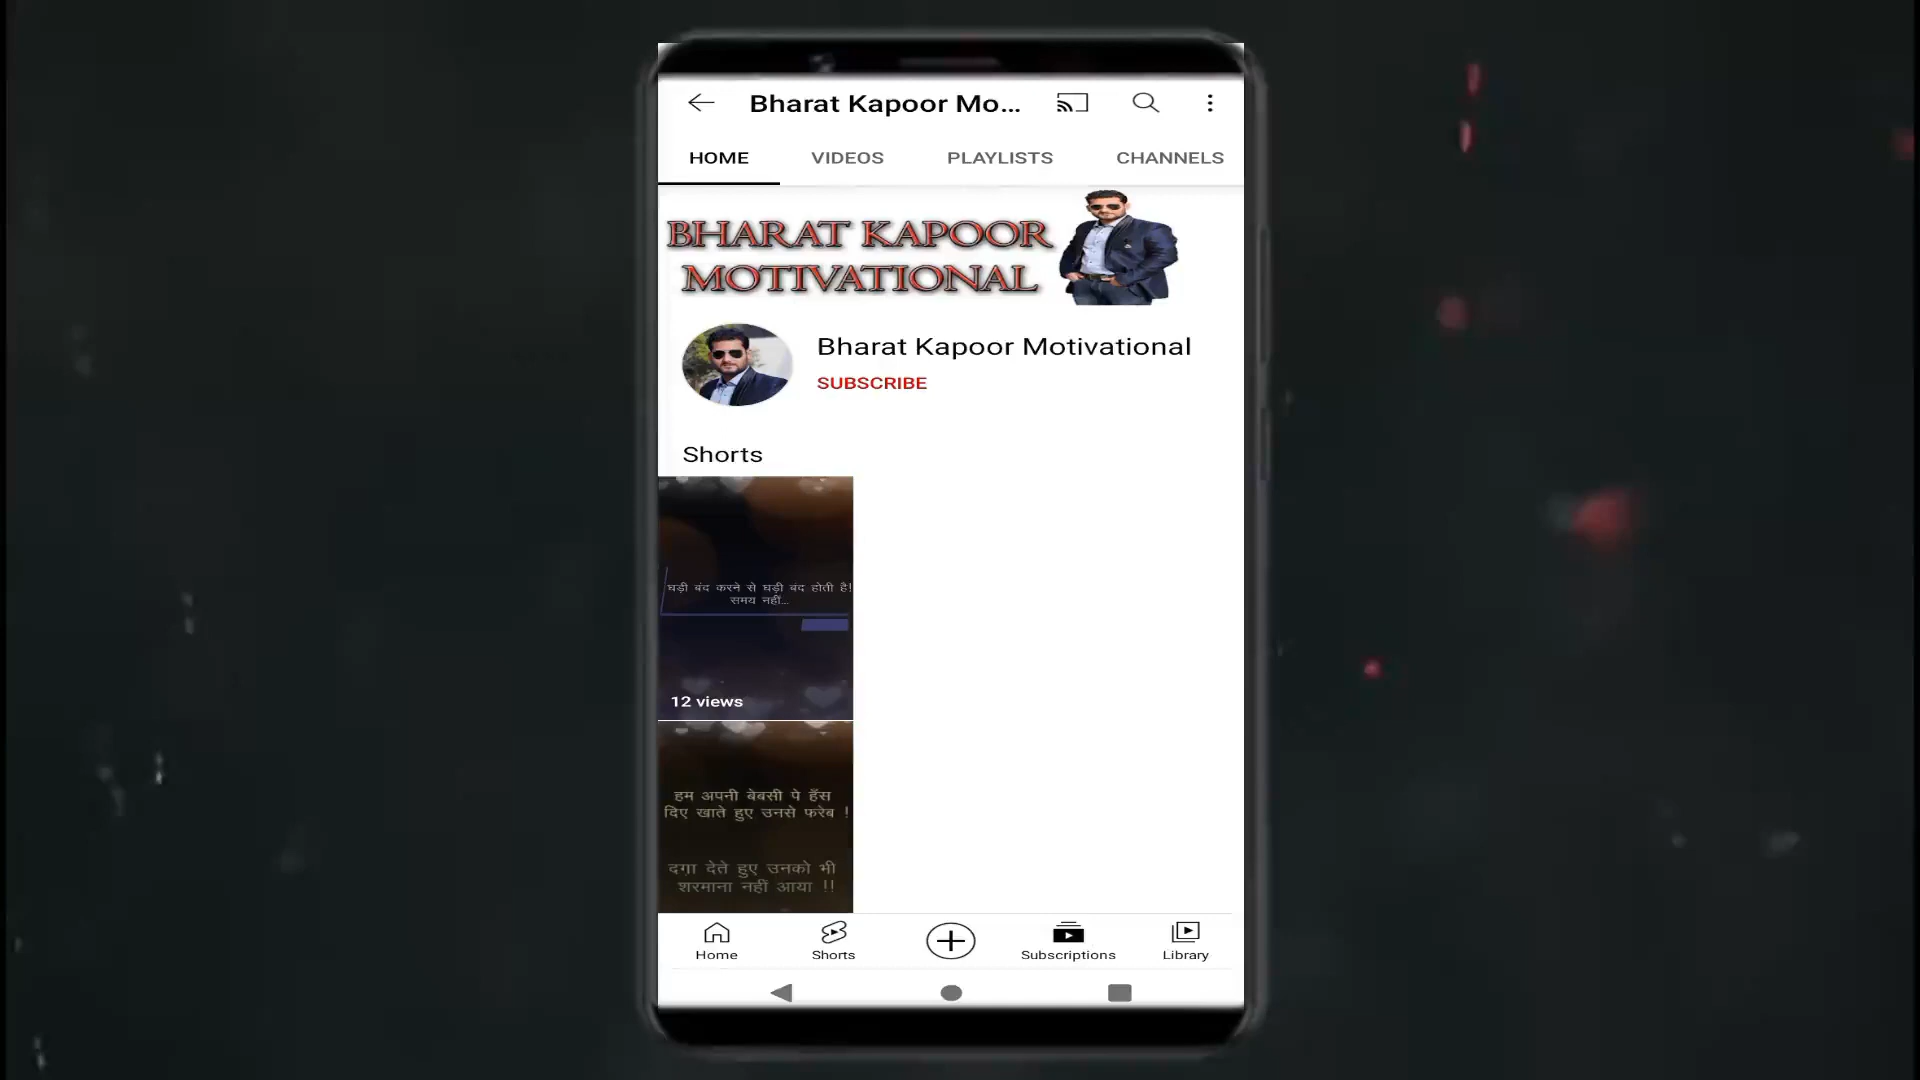 Bharat Kapoor Mo...
HOME VIDEOS PLAYLISTS CHANNELS
BHARAT KAPOOR
MOTIVATIONAL
Bharat Kapoor Motivational
SUBSCRIBE
Shorts
घड़ी बंद करने से घड़ी बंद होती है!
समय नहीं...
12 views
हम अपनी बेबसी पे हँस
दिए खाते हुए उनसे फरेब !
दग़ा देते हुए उनको भी
शरमाना नहीं आया !!
Home Shorts Subscriptions Library